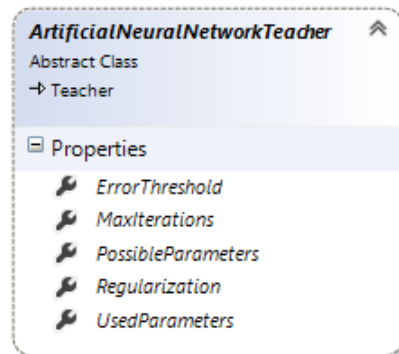 ArtificialNeuralNetworkTeacher
Abstract Class
Teacher
Properties
ErrorThreshold
MaxIterations
PossibleParameters
Regularization
UsedParameters